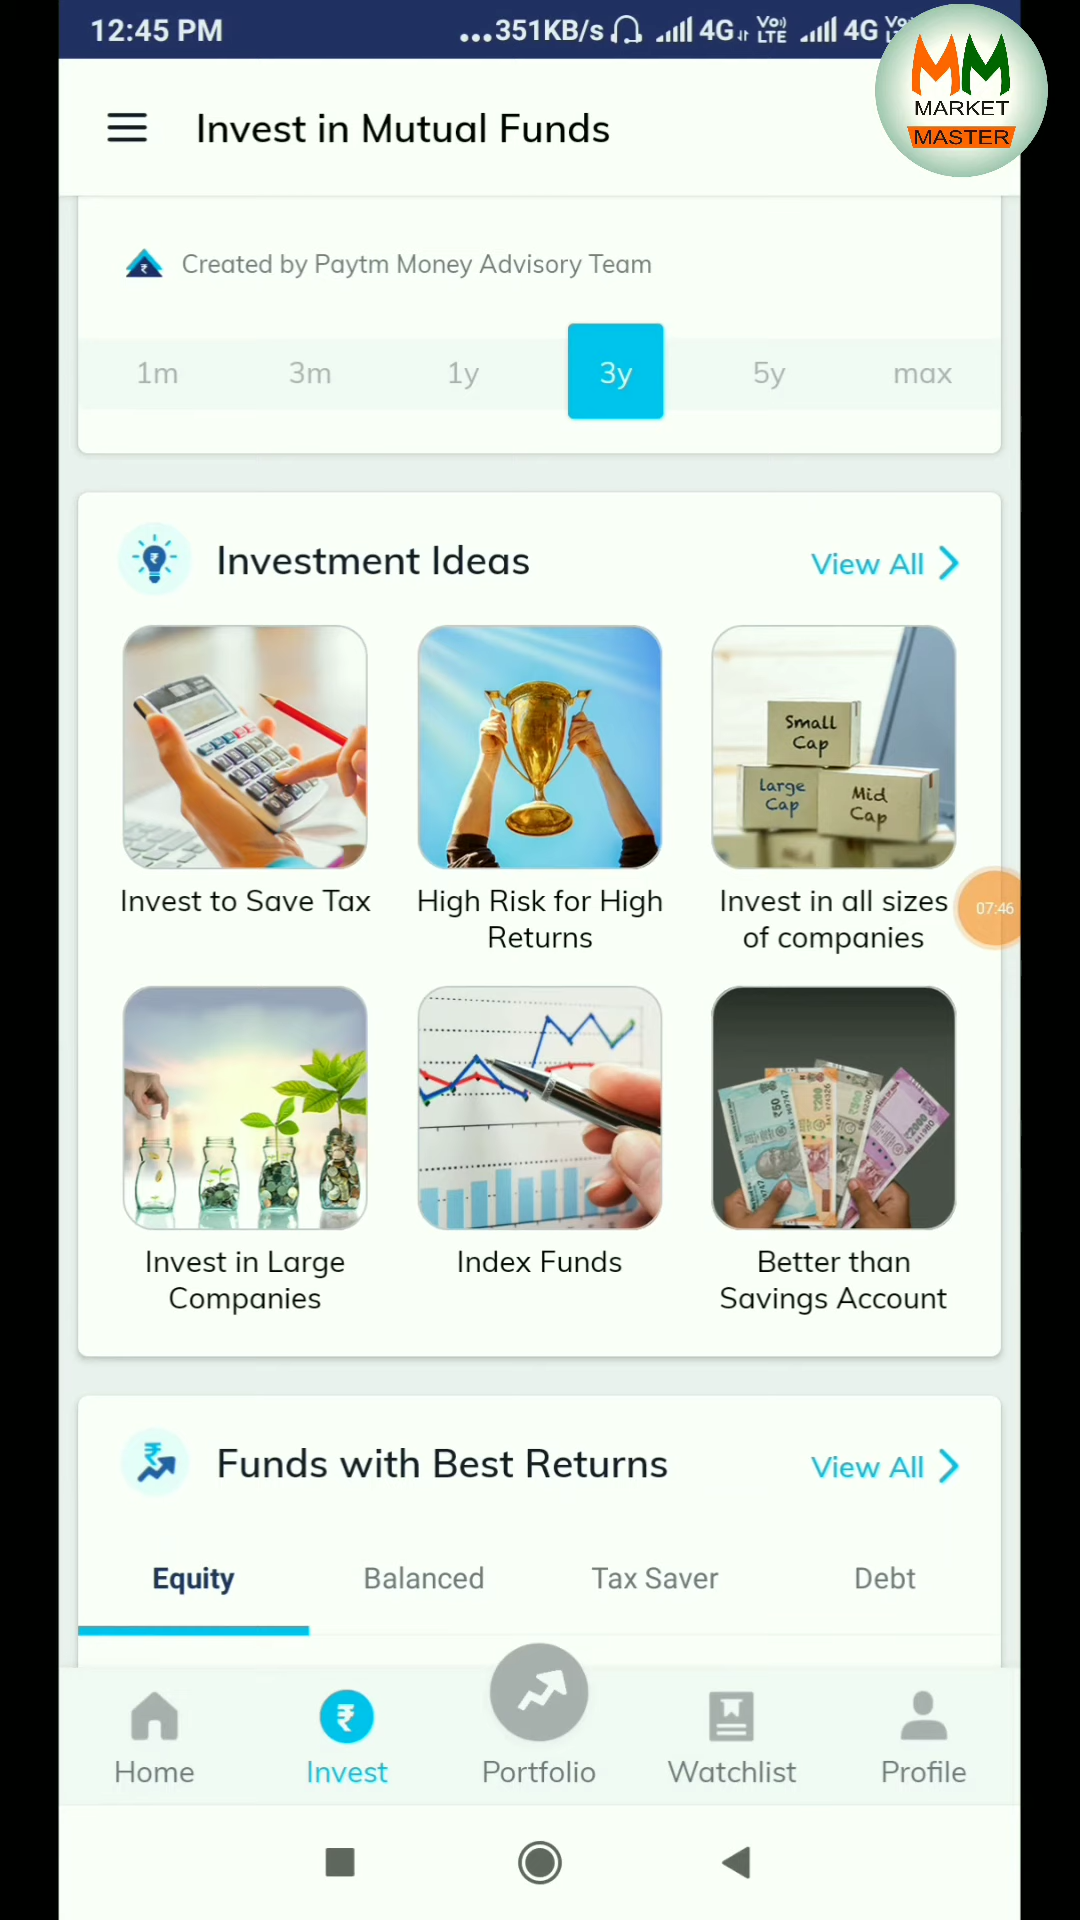 12:45 PM
...351KB/s 4G Vo) LTE 4G
MARKET
MASTER
Invest in Mutual Funds
Created by Paytm Money Advisory Team
1m 3m 1y 3y 5y max
Investment Ideas View All
Small
Cap
Large
Cap
Mid
Cap
Invest to Save Tax
High Risk for High
Returns
Invest in all sizes
of companies
07:46
Invest in Large
Companies
Index Funds
Better than
Savings Account
Funds with Best Returns View All
Equity Balanced Tax Saver Debt
Home Invest Portfolio Watchlist Profile